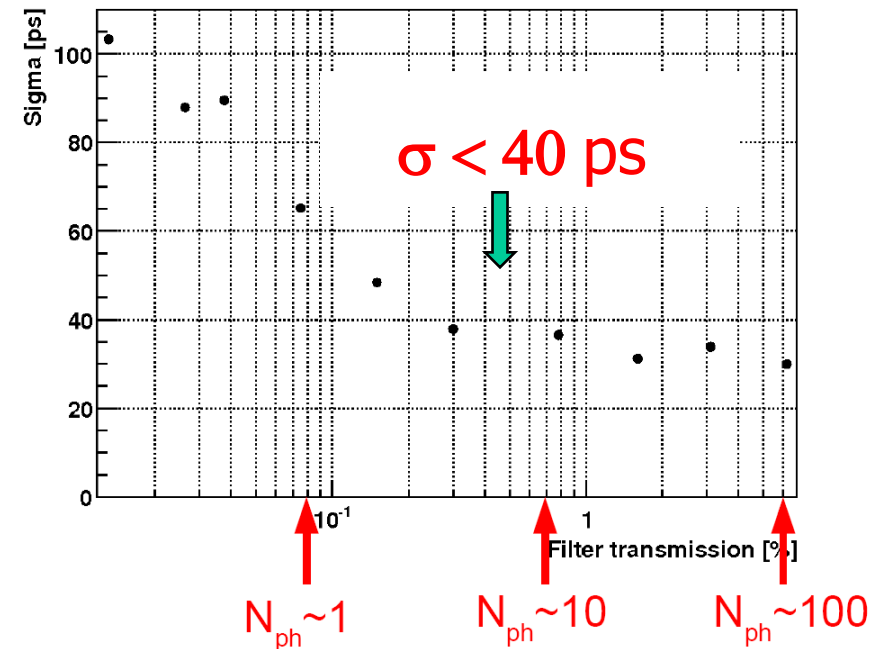 Sigma [ps]
100
80
60
40
20
0
σ < 40 ps
10⁻¹
1
Filter transmission [%]
N_ph~1
N_ph~10
N_ph~100